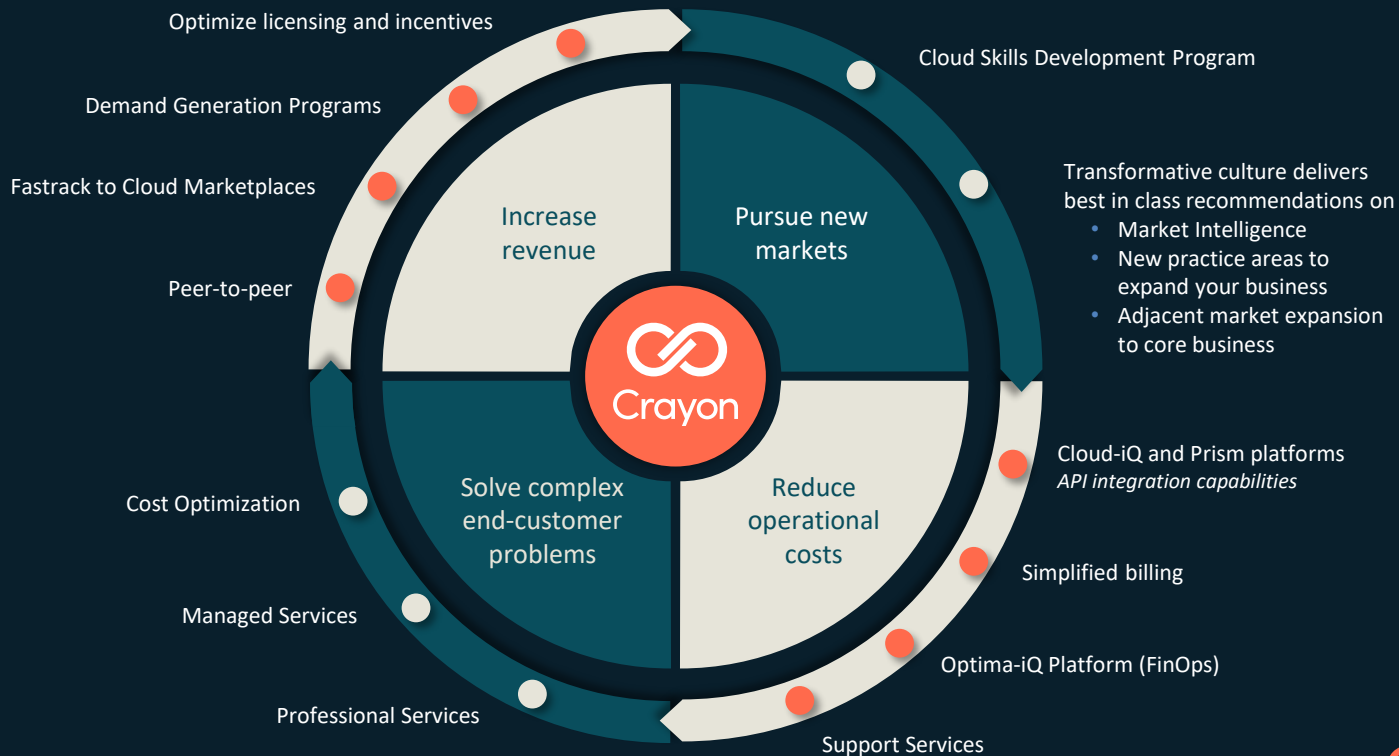 Optimize licensing and incentives
Demand Generation Programs
Fastrack to Cloud Marketplaces
Peer-to-peer
Increase
revenue
Pursue new
markets
Cloud Skills Development Program
Transformative culture delivers
best in class recommendations on
• Market Intelligence
• New practice areas to
expand your business
• Adjacent market expansion
to core business
Crayon
Solve complex
end-customer
problems
Reduce
operational
costs
Cost Optimization
Managed Services
Professional Services
Cloud-iQ and Prism platforms
API integration capabilities
Simplified billing
Optima-iQ Platform (FinOps)
Support Services